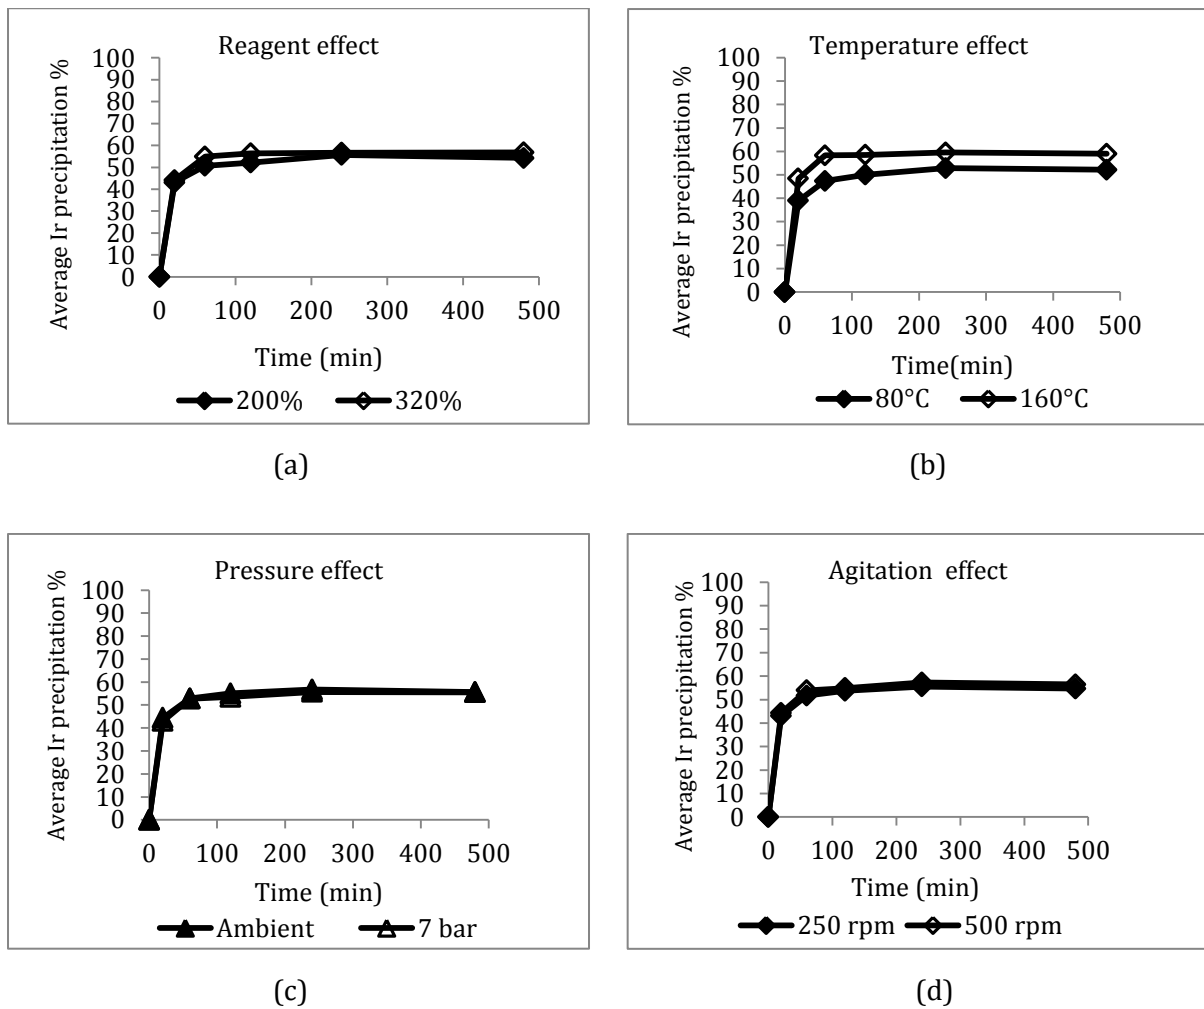 Reagent effect
Average Ir precipitation %
100
90
80
70
60
50
40
30
20
10
0
0 100 200 300 400 500
Time (min)
200% 320%
(a)
Temperature effect
Average Ir precipitation %
100
90
80
70
60
50
40
30
20
10
0
0 100 200 300 400 500
Time(min)
80°C 160°C
(b)
Pressure effect
Average Ir precipitation %
100
90
80
70
60
50
40
30
20
10
0
0 100 200 300 400 500
Time (min)
Ambient 7 bar
(c)
Agitation effect
Average Ir precipitation %
100
90
80
70
60
50
40
30
20
10
0
0 100 200 300 400 500
Time (min)
250 rpm 500 rpm
(d)